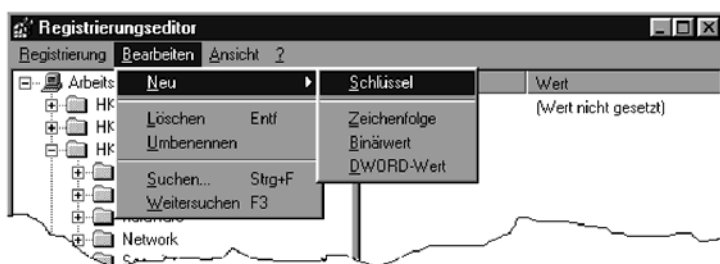 Registrierungseditor
Registrierung Bearbeiten Ansicht ?
Arbeits Neu Schlüssel Wert
HK (Wert nicht gesetzt)
HK Löschen Entf Zeichenfolge
HK Umbenennen Binärwert
DWORD-Wert
Suchen... Strg+F
Weitersuchen F3
Network